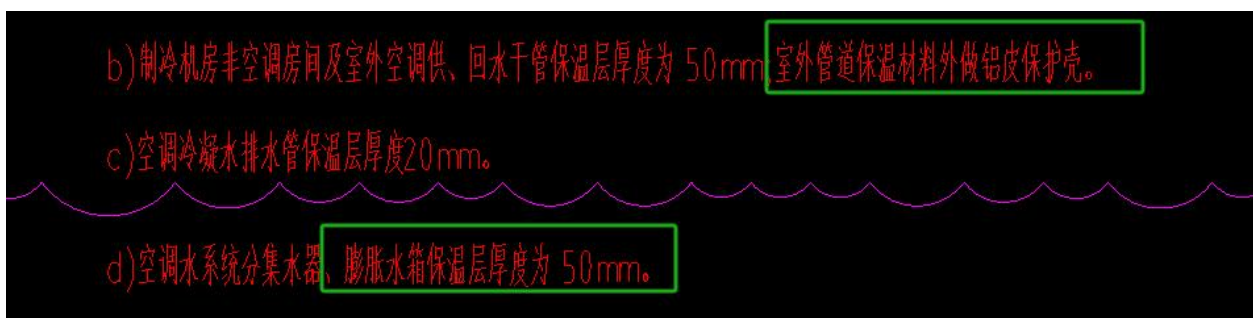 b)制冷机房非空调房间及室外空调供、回水干管保温层厚度为 50mm,室外管道保温材料外做铝皮保护壳。
c)空调冷凝水排水管保温层厚度20mm。
d)空调水系统分集水器、膨胀水箱保温层厚度为 50mm。